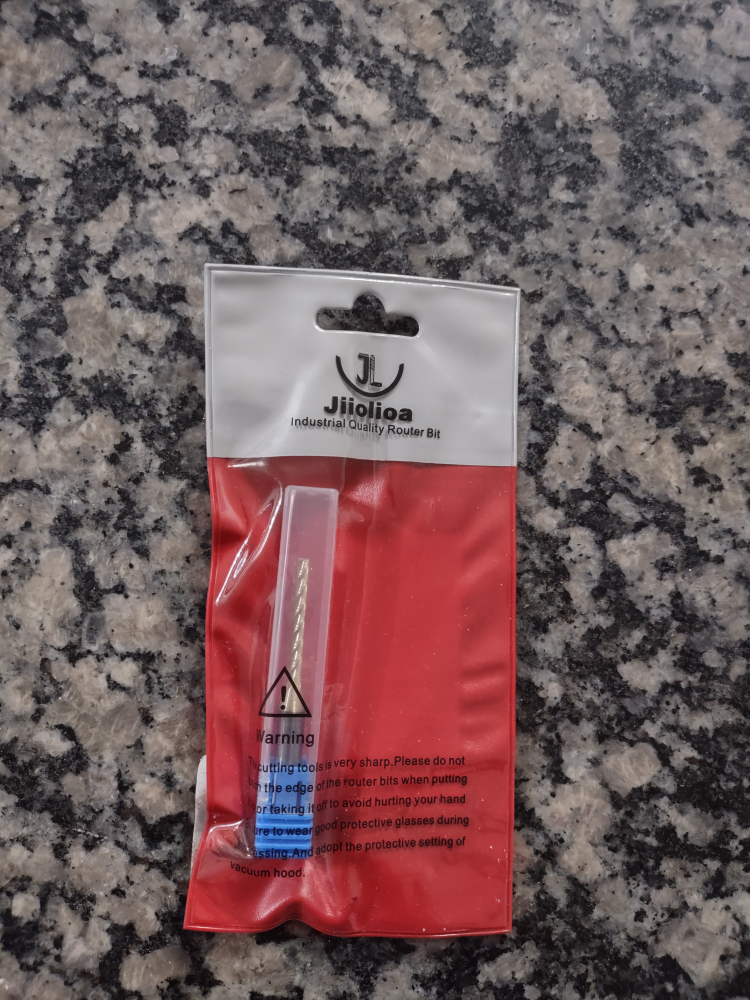 JL
Jiiolioa
Industrial Quality Router Bit
!
Warning
cutting tools is very sharp.Please do not
the edge of the router bits when putting
or taking it off to avoid hurting your hand
to wear good protective glasses during
And adopt the protective setting of
vacuum hood.